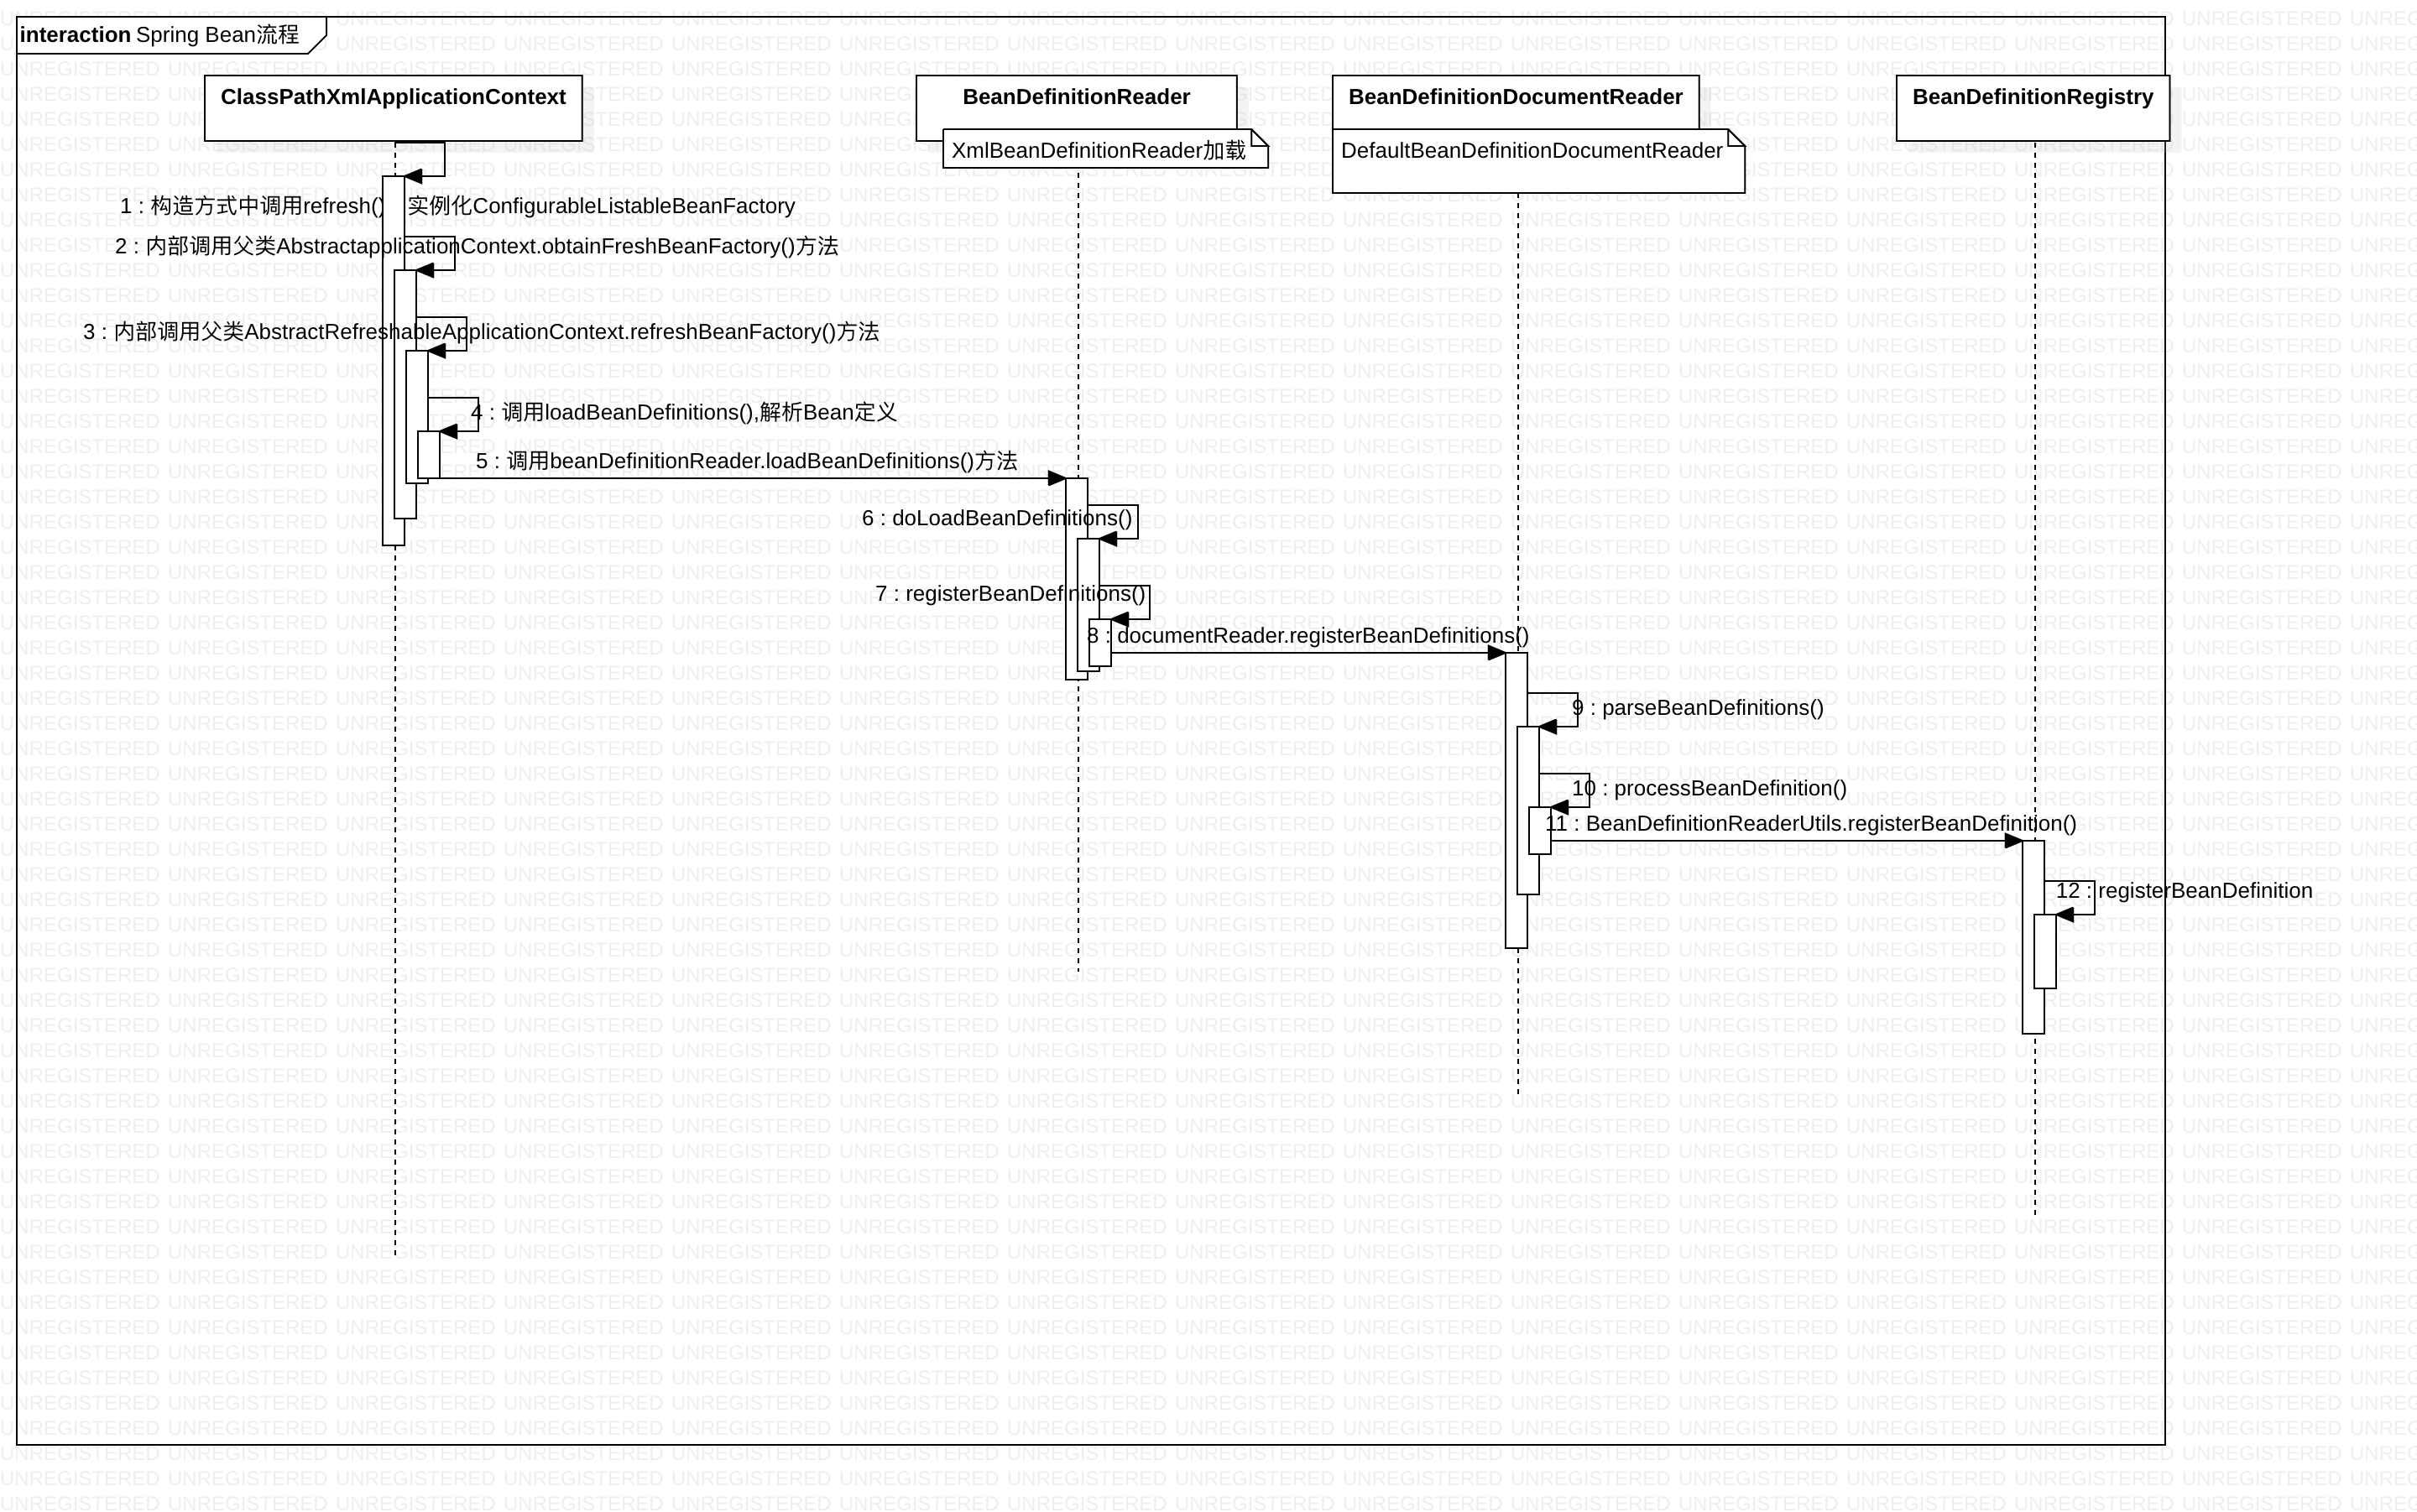 interaction Spring Bean流程
ClassPathXmlApplicationContext
BeanDefinitionReader
BeanDefinitionDocumentReader
BeanDefinitionRegistry
XmlBeanDefinitionReader加载
DefaultBeanDefinitionDocumentReader
1 : 构造方式中调用refresh() 实例化ConfigurableListableBeanFactory
2 : 内部调用父类AbstractapplicationContext.obtainFreshBeanFactory()方法
3 : 内部调用父类AbstractRefreshableApplicationContext.refreshBeanFactory()方法
4 : 调用loadBeanDefinitions(),解析Bean定义
5 : 调用beanDefinitionReader.loadBeanDefinitions()方法
6 : doLoadBeanDefinitions()
7 : registerBeanDefinitions()
8 : documentReader.registerBeanDefinitions()
9 : parseBeanDefinitions()
10 : processBeanDefinition()
11 : BeanDefinitionReaderUtils.registerBeanDefinition()
12 : registerBeanDefinition